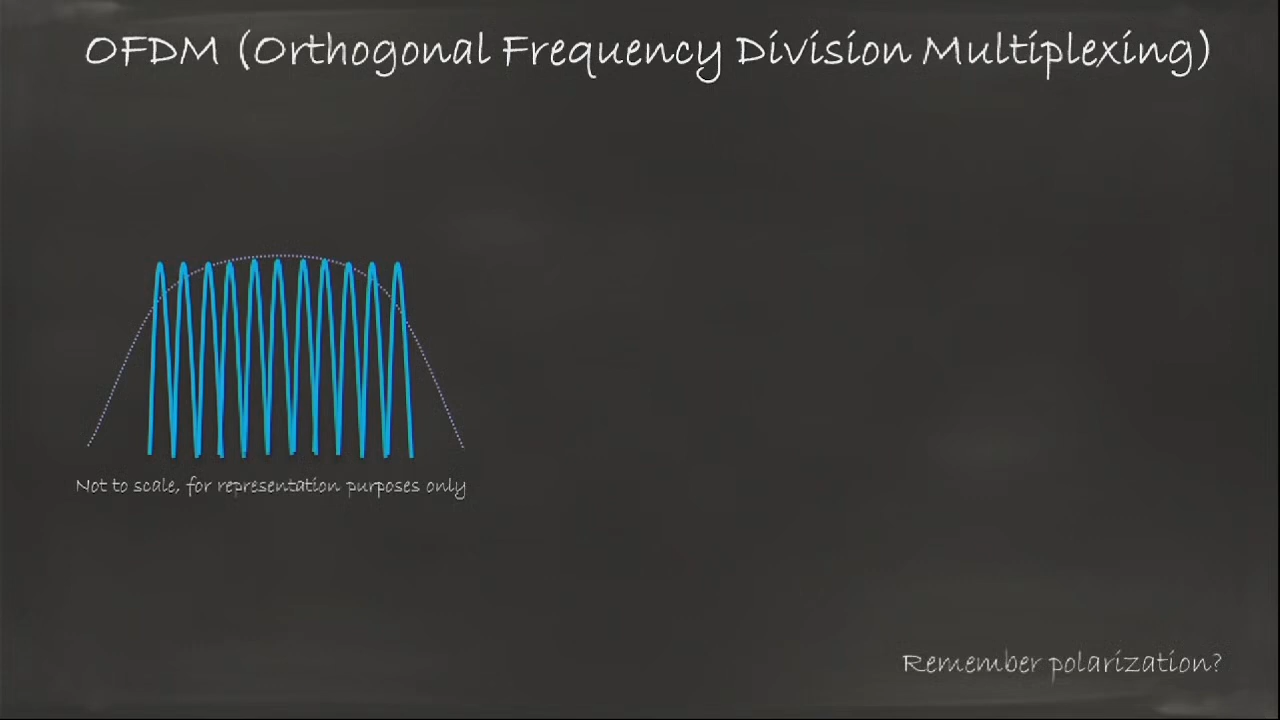 OFDM (Orthogonal Frequency Division Multiplexing)
Not to scale, for representation purposes only
Remember polarization?